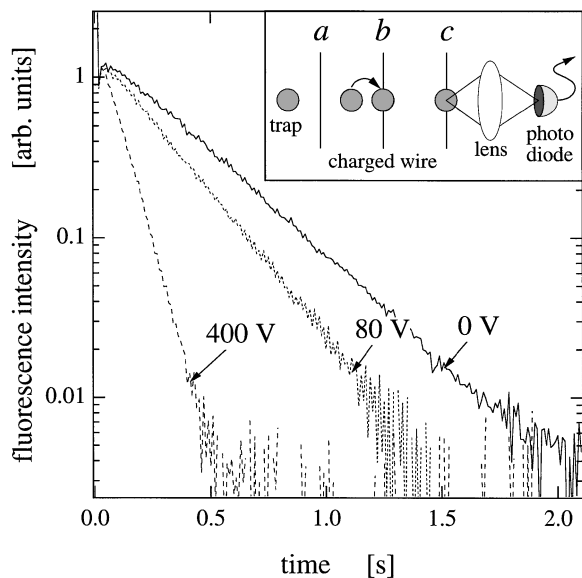 a b c
trap
charged wire
lens
photo
diode
fluorescence intensity [arb. units]
1
0.1
0.01
400 V
80 V
0 V
0.0 0.5 1.0 1.5 2.0
time [s]